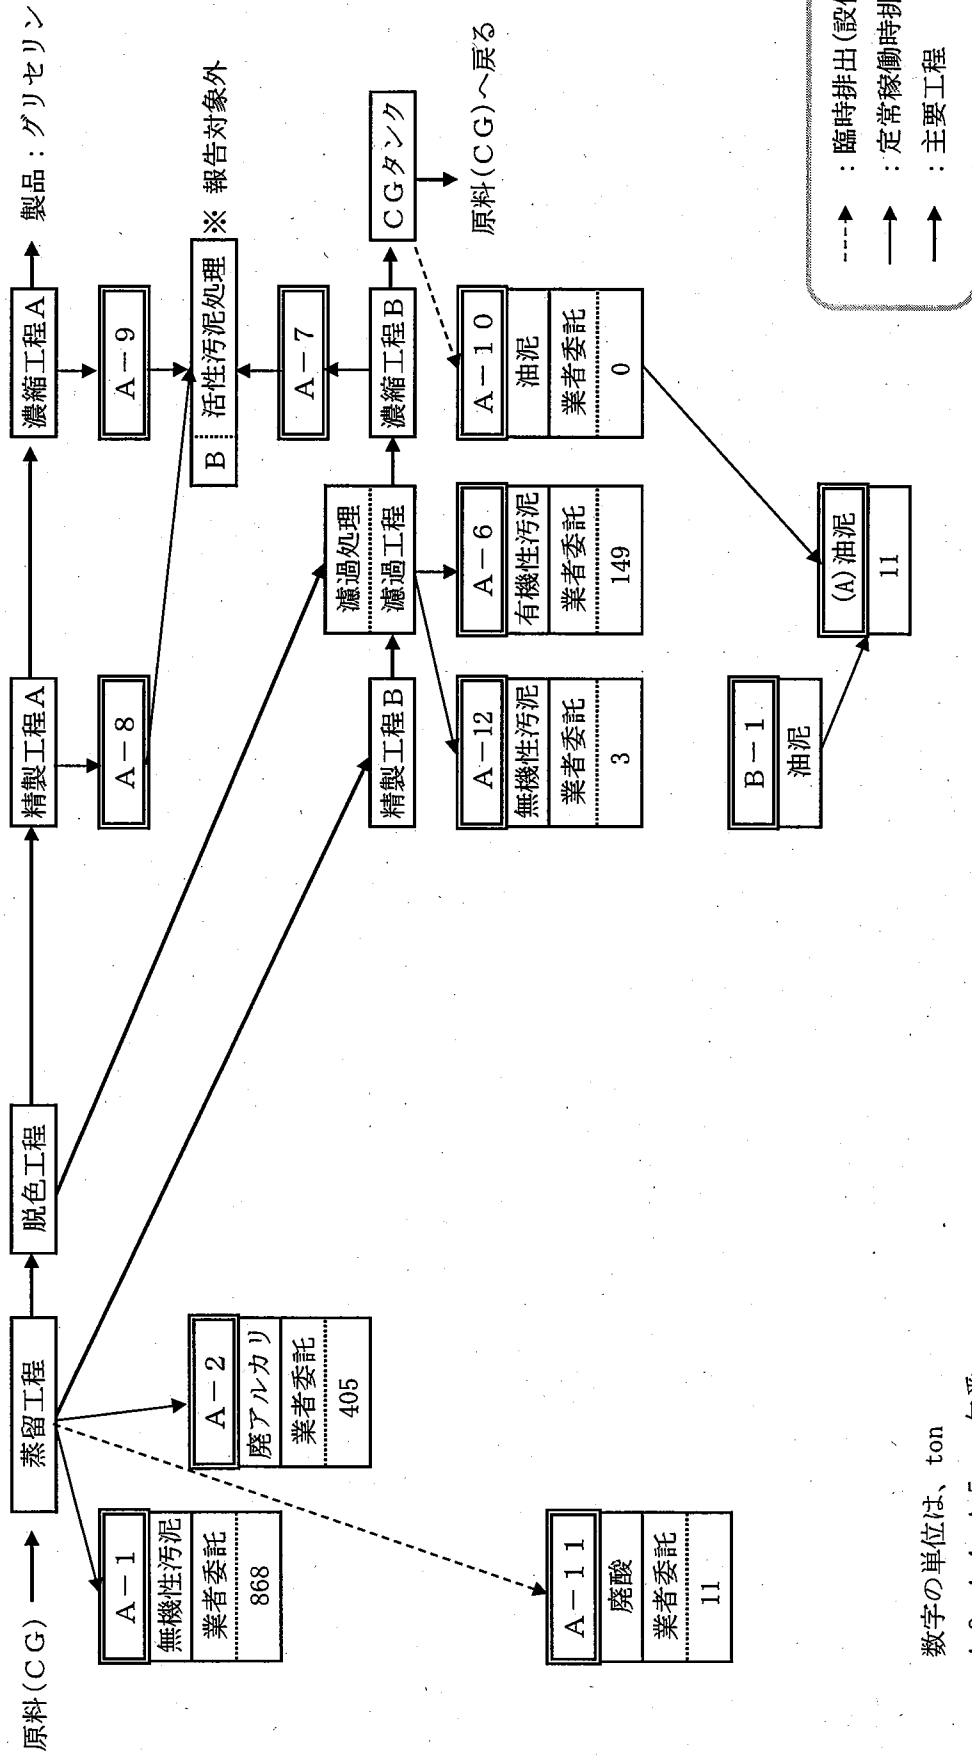 原料(CG)
蒸留工程
脱色工程
精製工程A
濃縮工程A
製品：グリセリン
A－1
無機性汚泥
業者委託
868
A－2
廃アルカリ
業者委託
405
A－8
A－9
B 活性汚泥処理
※ 報告対象外
A－7
精製工程B
濾過処理
濾過工程
濃縮工程B
CGタンク
原料(CG)へ戻る
A－12
無機性汚泥
業者委託
3
A－6
有機性汚泥
業者委託
149
A－10
油泥
業者委託
0
A－11
廃酸
業者委託
11
B－1
油泥
(A)油泥
11
：臨時排出(設
：定常稼働時排
：主要工程
数字の単位は、ton